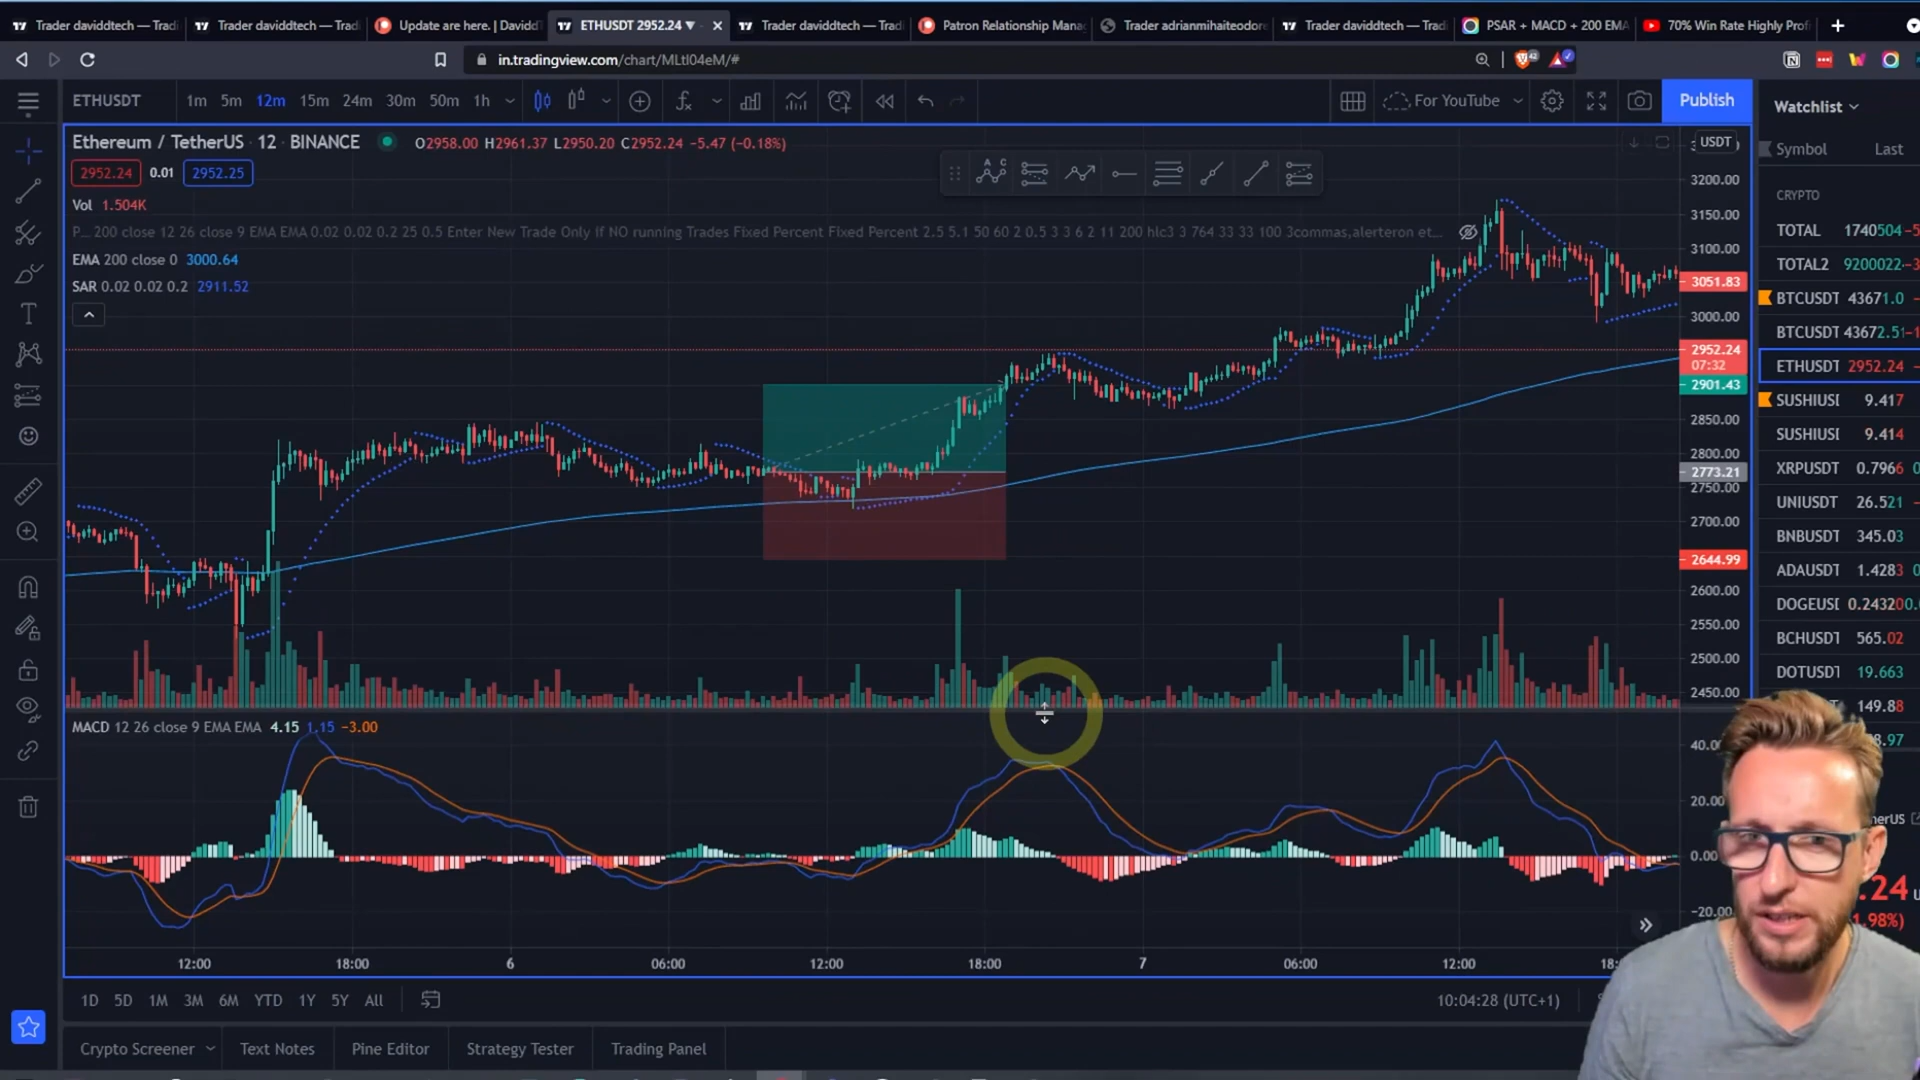 Trader daviddtech — Tradi
Trader daviddtech — Tradi
Update are here. | Davidd
ETHUSDT 2952.24 ▼
Trader daviddtech — Tradi
Patron Relationship Mana
Trader adrianmihaiteodore
Trader daviddtech — Tradi
PSAR + MACD + 200 EMA
70% Win Rate Highly Prof
in.tradingview.com/chart/MLtI04eM/#
ETHUSDT 1m 5m 12m 15m 24m 30m 50m 1h
For YouTube
Publish
Watchlist
Ethereum / TetherUS · 12 · BINANCE O2958.00 H2961.37 L2950.20 C2952.24 -5.47 (-0.18%)
USDT
Symbol Last
2952.24 0.01 2952.25
Vol 1.504K
P... 200 close 12 26 close 9 EMA EMA 0.02 0.02 0.2 25 0.5 Enter New Trade Only If NO running Trades Fixed Percent Fixed Percent 2.5 5.1 50 60 2 0.5 3 3 6 2 11 200 hlc3 3 764 33 33 100 3commas,alerteron et...
EMA 200 close 0 3000.64
SAR 0.02 0.02 0.2 2911.52
3200.00
3150.00
3100.00
3051.83
3000.00
2952.24
07:32
2901.43
2850.00
2800.00
2773.21
2750.00
2700.00
2644.99
2600.00
2550.00
2500.00
2450.00
CRYPTO
TOTAL 1740504
TOTAL2 9200022
BTCUSDT 43671.0
BTCUSDT 43672.51
ETHUSDT 2952.24
SUSHIUSI 9.417
SUSHIUSI 9.414
XRPUSDT 0.7966
UNIUSDT 26.521
BNBUSDT 345.03
ADAUSDT 1.4283
DOGEUSI 0.243200
BCHUSDT 565.02
DOTUSDT 19.663
149.88
MACD 12 26 close 9 EMA EMA 4.15 1.15 -3.00
40.0
20.00
0.00
-20.00
12:00 18:00 6 06:00 12:00 18:00 7 06:00 12:00 18:
1D 5D 1M 3M 6M YTD 1Y 5Y All
10:04:28 (UTC+1)
Crypto Screener Text Notes Pine Editor Strategy Tester Trading Panel